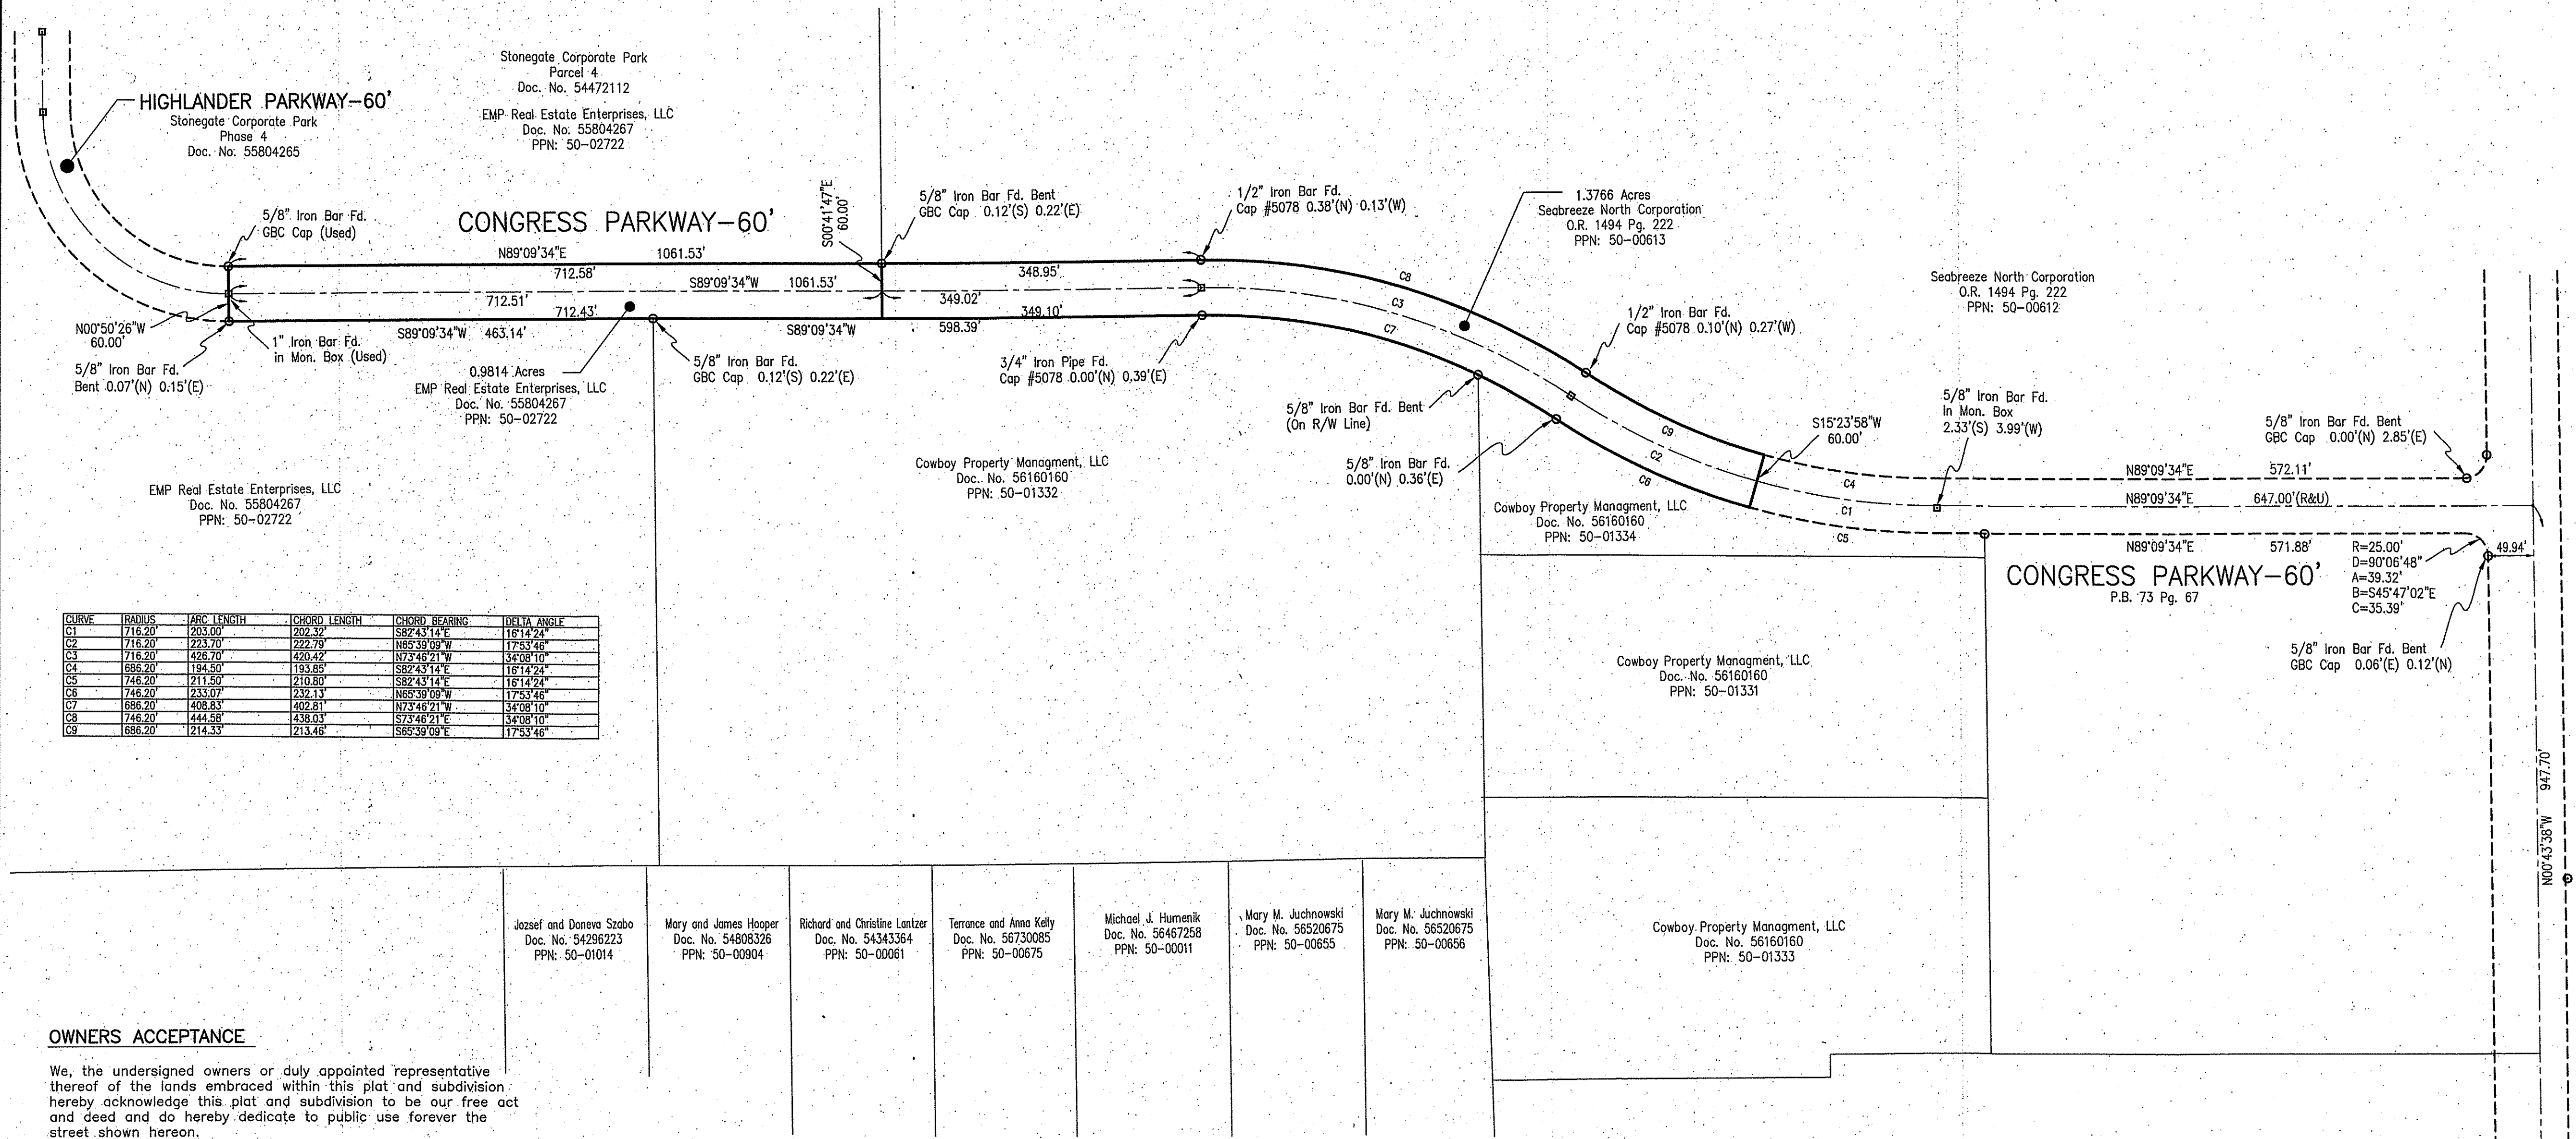 Stonegate Corporate Park
Parcel 4
Doc. No. 54472112
EMP Real Estate Enterprises, LLC
Doc. No. 55804267
PPN: 50-02722
HIGHLANDER PARKWAY-60'
Stonegate Corporate Park
Phase 4
Doc. No. 55804265
5/8" Iron Bar Fd.
GBC Cap (Used)
CONGRESS PARKWAY-60'
S00°41'47"E
60.00'
5/8" Iron Bar Fd. Bent
GBC Cap 0.12'(S) 0.22'(E)
1/2" Iron Bar Fd.
Cap #5078 0.38'(N) 0.13'(W)
1.3766 Acres
Seabreeze North Corporation
O.R. 1494 Pg. 222
PPN: 50-00613
N89°09'34"E 1061.53'
712.58'
348.95'
S89°09'34"W 1061.53'
712.51'
349.02'
712.43'
349.10'
S89°09'34"W 463.14'
S89°09'34"W 598.39'
C8
C3
C7
Seabreeze North Corporation
O.R. 1494 Pg. 222
PPN: 50-00612
1/2" Iron Bar Fd.
Cap #5078 0.10'(N) 0.27'(W)
N00°50'26"W
60.00'
1" Iron Bar Fd.
in Mon. Box (Used)
5/8" Iron Bar Fd.
Bent 0.07'(N) 0.15'(E)
0.9814 Acres
EMP Real Estate Enterprises, LLC
Doc. No. 55804267
PPN: 50-02722
5/8" Iron Bar Fd.
GBC Cap 0.12'(S) 0.22'(E)
3/4" Iron Pipe Fd.
Cap #5078 0.00'(N) 0.39'(E)
5/8" Iron Bar Fd. Bent
(On R/W Line)
5/8" Iron Bar Fd.
0.00'(N) 0.36'(E)
C9
C2
C6
S15°23'58"W
60.00'
5/8" Iron Bar Fd.
In Mon. Box
2.33'(S) 3.99'(W)
5/8" Iron Bar Fd. Bent
GBC Cap 0.00'(N) 2.85'(E)
C4
C1
C5
N89°09'34"E 572.11'
N89°09'34"E 647.00'(R&U)
N89°09'34"E 571.88'
CONGRESS PARKWAY-60'
P.B. 73 Pg. 67
R=25.00'
D=90°06'48"
A=39.32'
B=S45°47'02"E
C=35.39'
49.94'
5/8" Iron Bar Fd. Bent
GBC Cap 0.06'(E) 0.12'(N)
N00°43'38"W 947.70'
EMP Real Estate Enterprises, LLC
Doc. No. 55804267
PPN: 50-02722
Cowboy Property Managment, LLC
Doc. No. 56160160
PPN: 50-01332
Cowboy Property Managment, LLC
Doc. No. 56160160
PPN: 50-01334
Cowboy Property Managment, LLC
Doc. No. 56160160
PPN: 50-01331
Cowboy Property Managment, LLC
Doc. No. 56160160
PPN: 50-01333
CURVE RADIUS ARC LENGTH CHORD LENGTH CHORD BEARING DELTA ANGLE
C1 716.20' 203.00' 202.32' S82°43'14"E 16°14'24"
C2 716.20' 223.70' 222.79' N65°39'09"W 17°53'46"
C3 716.20' 426.70' 420.42' N73°46'21"W 34°08'10"
C4 686.20' 194.50' 193.85' S82°43'14"E 16°14'24"
C5 746.20' 211.50' 210.80' S82°43'14"E 16°14'24"
C6 746.20' 233.07' 232.13' N65°39'09"W 17°53'46"
C7 686.20' 408.83' 402.81' N73°46'21"W 34°08'10"
C8 746.20' 444.58' 438.03' S73°46'21"E 34°08'10"
C9 686.20' 214.33' 213.46' S65°39'09"E 17°53'46"
Jozsef and Doneva Szabo
Doc. No. 54296223
PPN: 50-01014
Mary and James Hooper
Doc. No. 54808326
PPN: 50-00904
Richard and Christine Lantzer
Doc. No. 54343364
PPN: 50-00061
Terrance and Anna Kelly
Doc. No. 56730085
PPN: 50-00675
Michael J. Humenik
Doc. No. 56467258
PPN: 50-00011
Mary M. Juchnowski
Doc. No. 56520675
PPN: 50-00655
Mary M. Juchnowski
Doc. No. 56520675
PPN: 50-00656
OWNERS ACCEPTANCE
We, the undersigned owners or duly appointed representative
thereof of the lands embraced within this plat and subdivision
hereby acknowledge this plat and subdivision to be our free act
and deed and do hereby dedicate to public use forever the
street shown hereon.